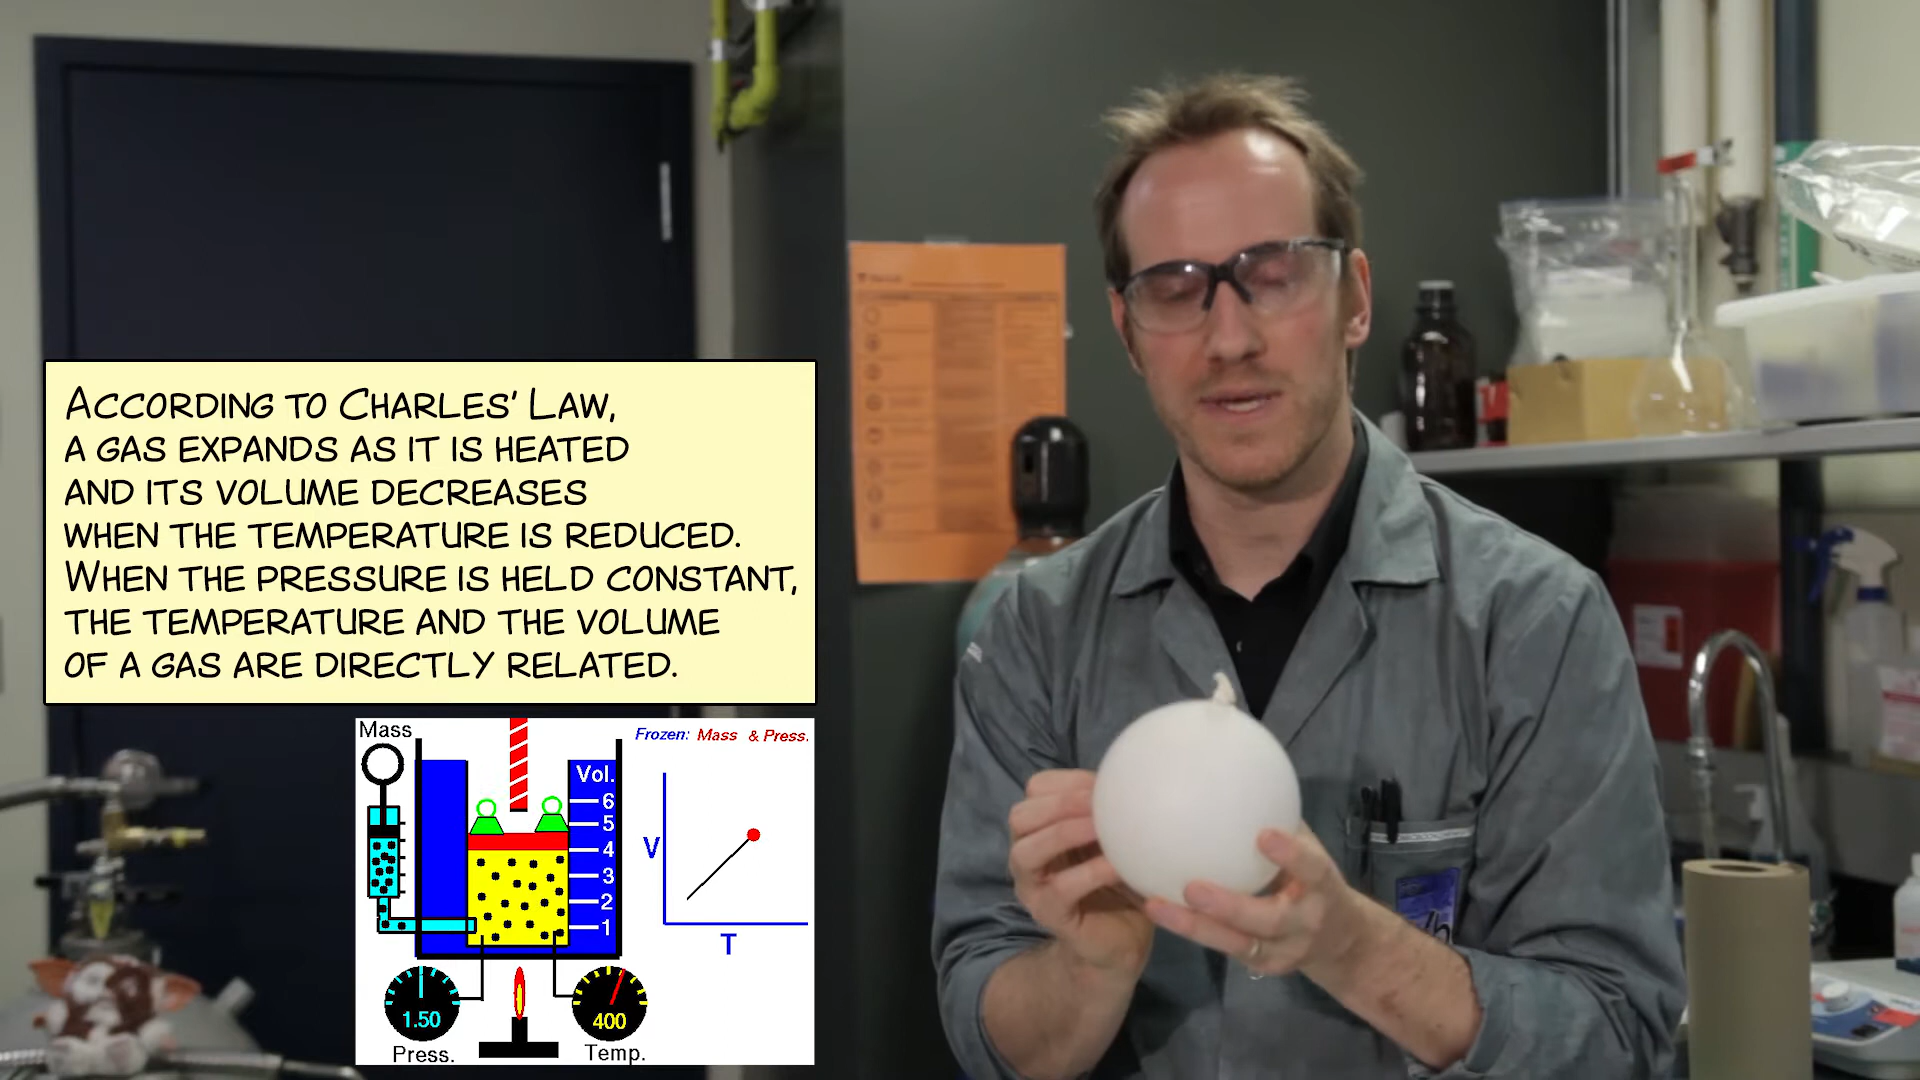 According to Charles' Law,
a gas expands as it is heated
and its volume decreases
when the temperature is reduced.
When the pressure is held constant,
the temperature and the volume
of a gas are directly related.
Mass
Frozen: Mass & Press.
Vol.
6
5
4
3
2
1
V
T
1.50
400
Press.
Temp.